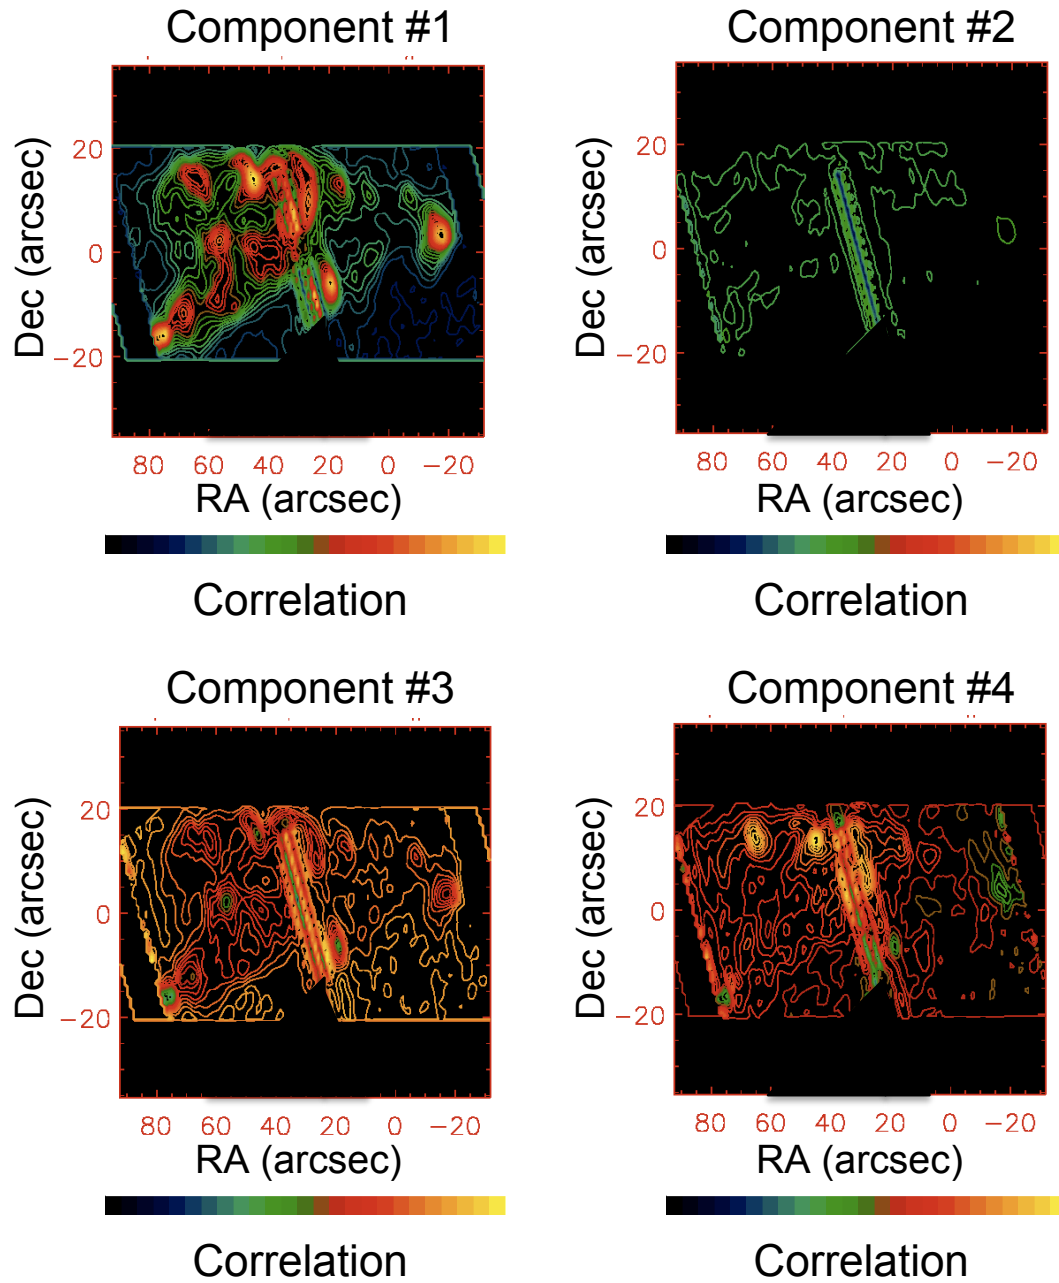 Component #1
Component #2
20
0
−20
Dec (arcsec)
80 60 40 20 0 −20
RA (arcsec)
Correlation
20
0
−20
Dec (arcsec)
80 60 40 20 0 −20
RA (arcsec)
Correlation
Component #3
Component #4
20
0
−20
Dec (arcsec)
80 60 40 20 0 −20
RA (arcsec)
Correlation
20
0
−20
Dec (arcsec)
80 60 40 20 0 −20
RA (arcsec)
Correlation